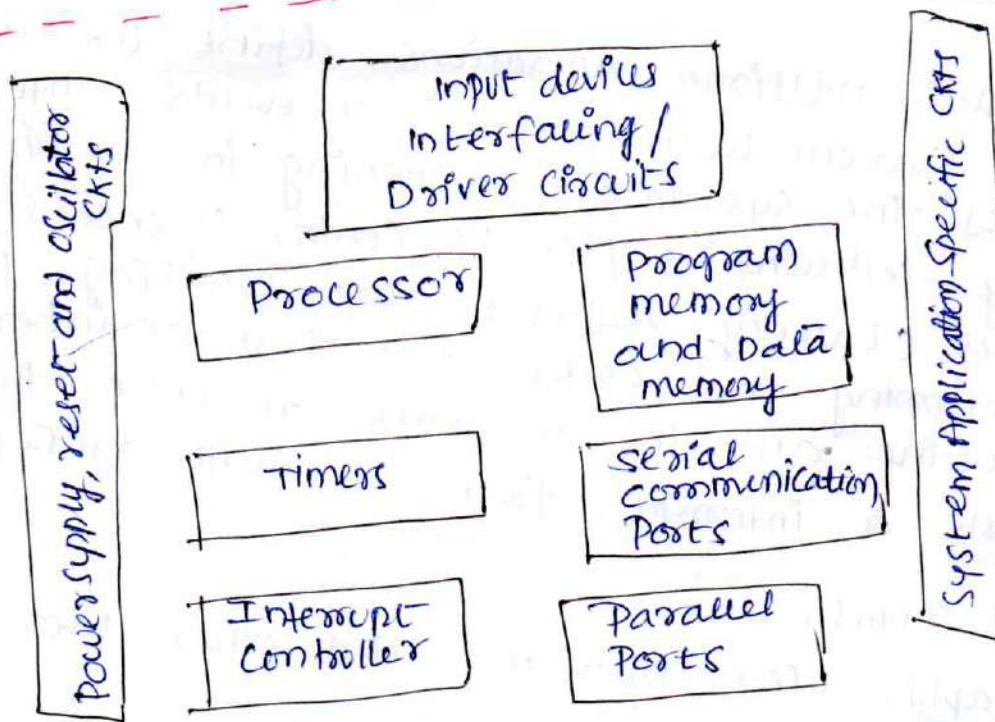 Power supply, reset and oscillator
CKTS
Input devices
Interfacing /
Driver circuits
Processor
Program
memory
and Data
memory
Timers
Serial
communication
Ports
Interrupt
controller
Parallel
Ports
System Application-Specific CKTS